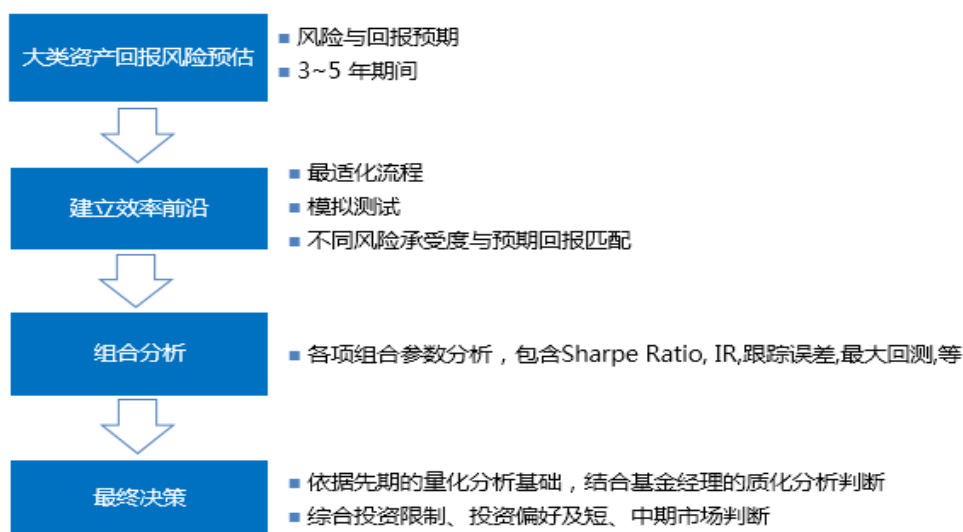 大类资产回报风险预估
■ 风险与回报预期
■ 3~5 年期间
建立效率前沿
■ 最适化流程
■ 模拟测试
■ 不同风险承受度与预期回报匹配
组合分析
■ 各项组合参数分析，包含Sharpe Ratio, IR,跟踪误差,最大回测,等
最终决策
■ 依据先期的量化分析基础，结合基金经理的质化分析判断
■ 综合投资限制、投资偏好及短、中期市场判断